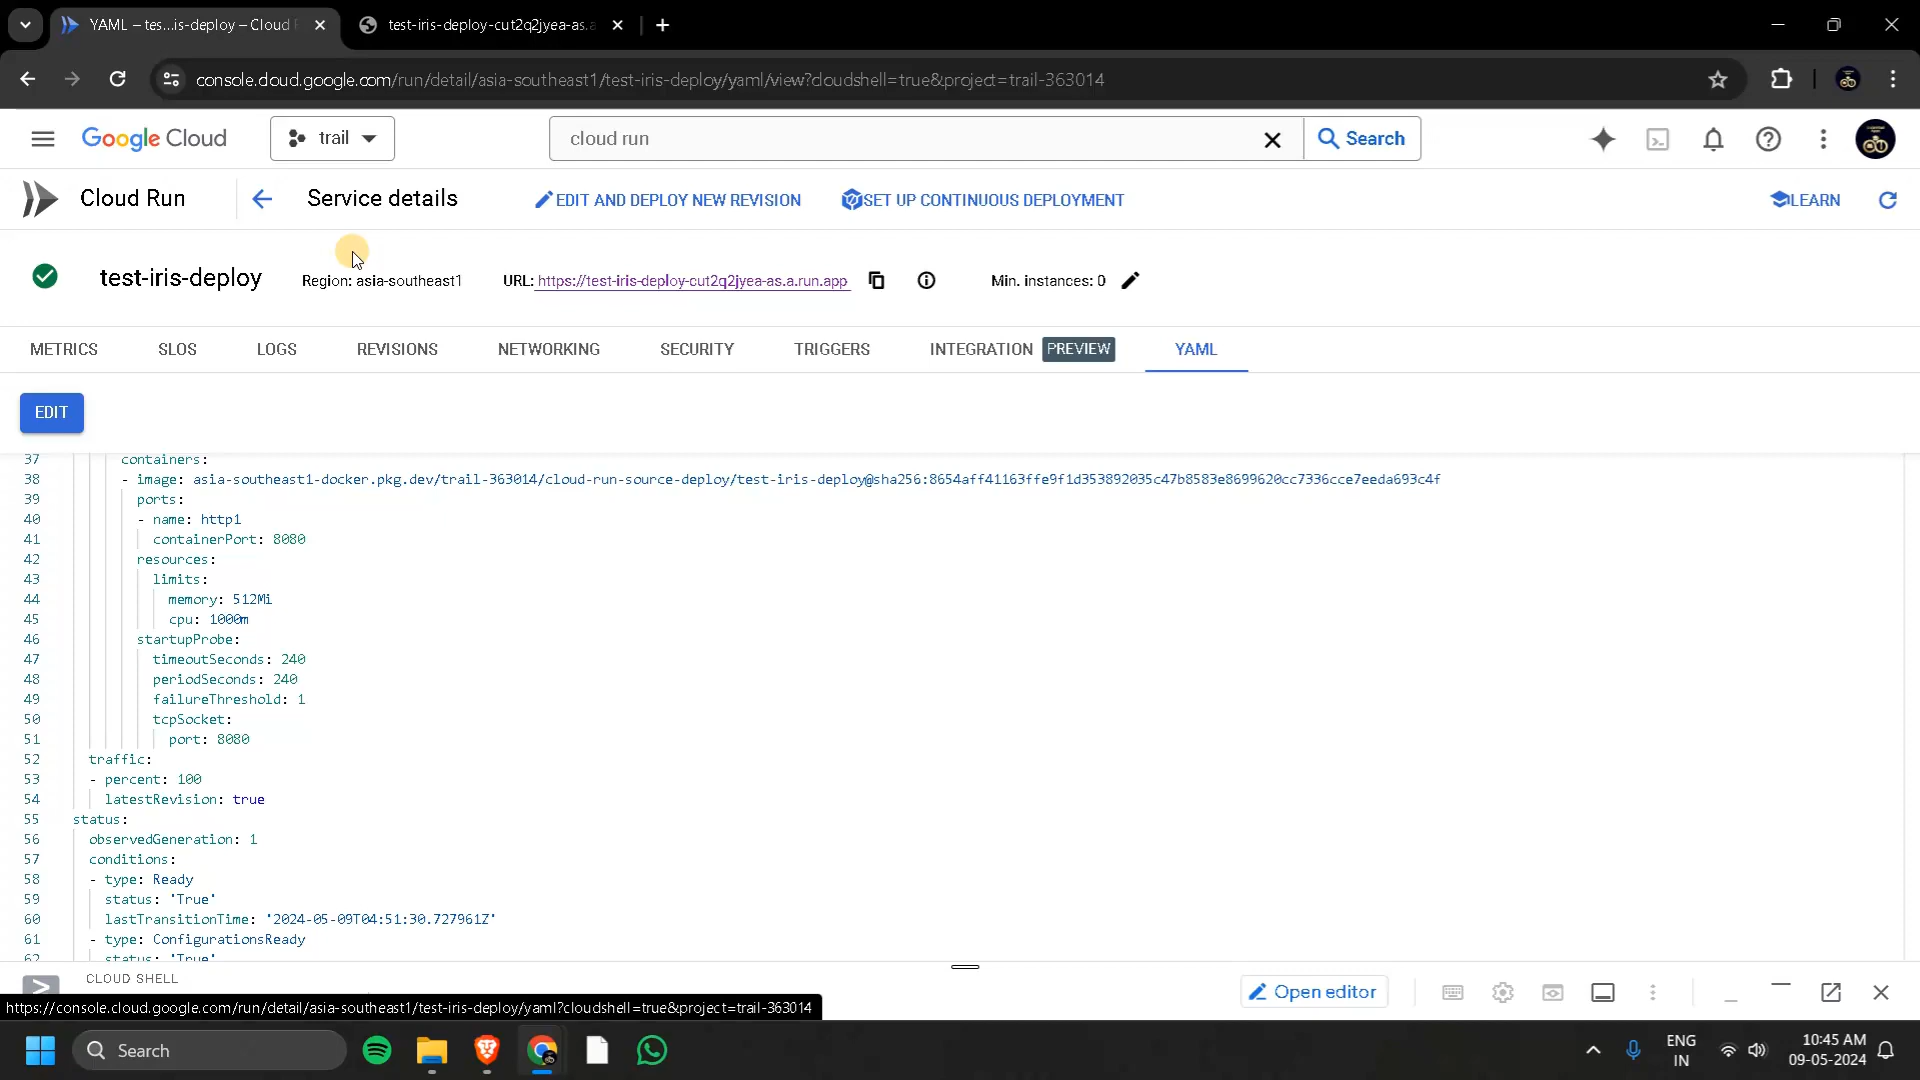 YAML – tes...is-deploy – Cloud
test-iris-deploy-cut2q2jyea-as.
console.cloud.google.com/run/detail/asia-southeast1/test-iris-deploy/yaml/view?cloudshell=true&project=trail-363014
Google Cloud
trail
cloud run
Search
Cloud Run
Service details
EDIT AND DEPLOY NEW REVISION
SET UP CONTINUOUS DEPLOYMENT
LEARN
test-iris-deploy
Region: asia-southeast1
URL: https://test-iris-deploy-cut2q2jyea-as.a.run.app
Min. instances: 0
METRICS
SLOS
LOGS
REVISIONS
NETWORKING
SECURITY
TRIGGERS
INTEGRATION PREVIEW
YAML
EDIT
37 containers:
38 - image: asia-southeast1-docker.pkg.dev/trail-363014/cloud-run-source-deploy/test-iris-deploy@sha256:8654aff41163ffe9f1d353892035c47b8583e8699620cc7336cce7eeda693c4f
39 ports:
40 - name: http1
41 containerPort: 8080
42 resources:
43 limits:
44 memory: 512Mi
45 cpu: 1000m
46 startupProbe:
47 timeoutSeconds: 240
48 periodSeconds: 240
49 failureThreshold: 1
50 tcpSocket:
51 port: 8080
52 traffic:
53 - percent: 100
54 latestRevision: true
55 status:
56 observedGeneration: 1
57 conditions:
58 - type: Ready
59 status: 'True'
60 lastTransitionTime: '2024-05-09T04:51:30.727961Z'
61 - type: ConfigurationsReady
62 status: 'True'
CLOUD SHELL
Open editor
https://console.cloud.google.com/run/detail/asia-southeast1/test-iris-deploy/yaml?cloudshell=true&project=trail-363014
Search
ENG
IN
10:45 AM
09-05-2024